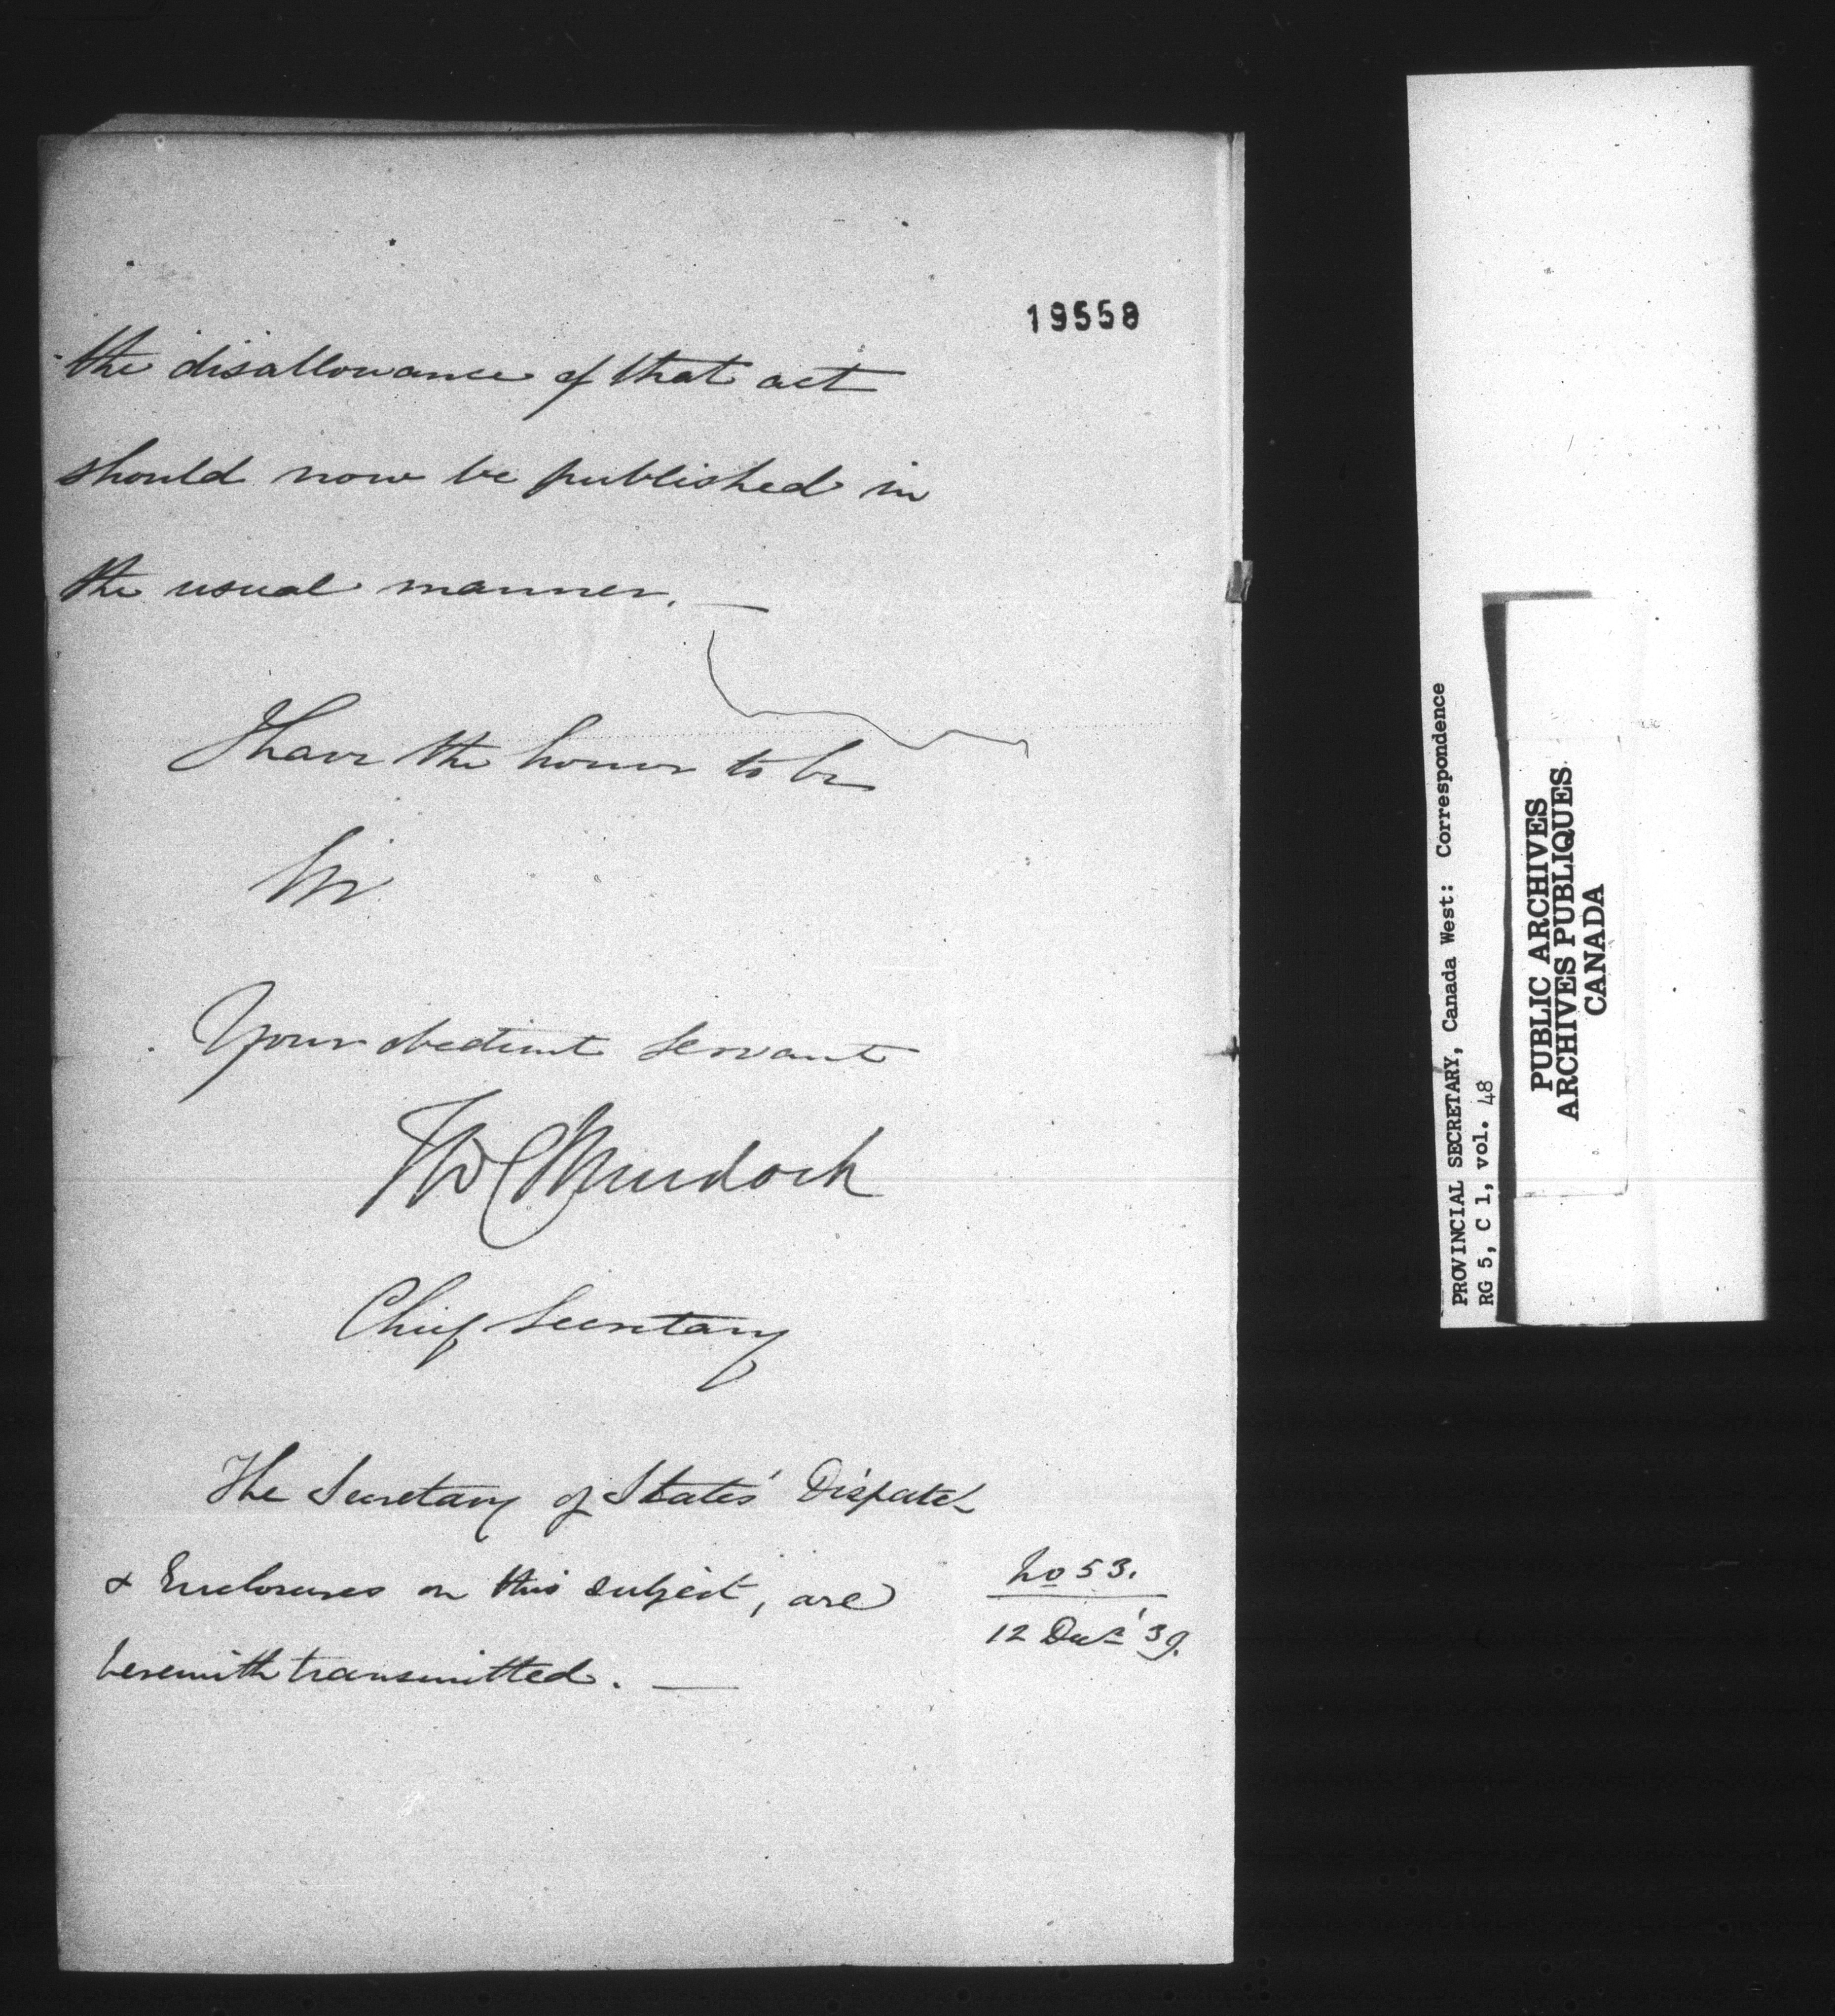 19558
the disallowance of that act
should now be published in
the usual manner. —
I have the honor to be
Sir
Your obedient servant
Tho C Murdoch
Chief Secretary
The Secretary of States' Dispatch
& Enclosures on this subject, are
herewith transmitted. —
No 53.
12 Decr '39.
PROVINCIAL SECRETARY, Canada West: Correspondence
RG 5, C 1, vol. 48
PUBLIC ARCHIVES
ARCHIVES PUBLIQUES
CANADA